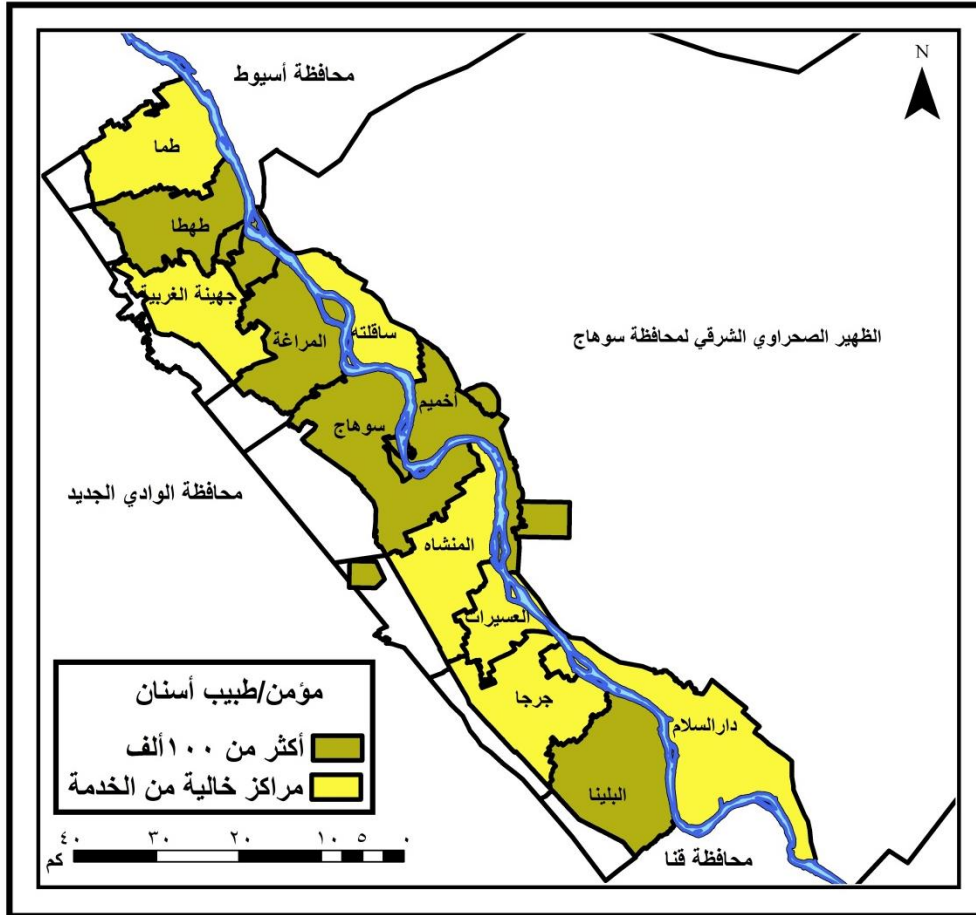 N
محافظة أسيوط
طما
طهطا
جهينة الغربية
ساقلته
المراغة
الظهير الصحراوي الشرقي لمحافظة سوهاج
أخميم
سوهاج
محافظة الوادي الجديد
المنشاه
العسيرات
جرجا
دارالسلام
البلينا
محافظة قنا
مؤمن/طبيب أسنان
أكثر من ١٠٠ألف
مراكز خالية من الخدمة
٤٠ ٣٠ ٢٠ ١٠ ٥ ٠
كم